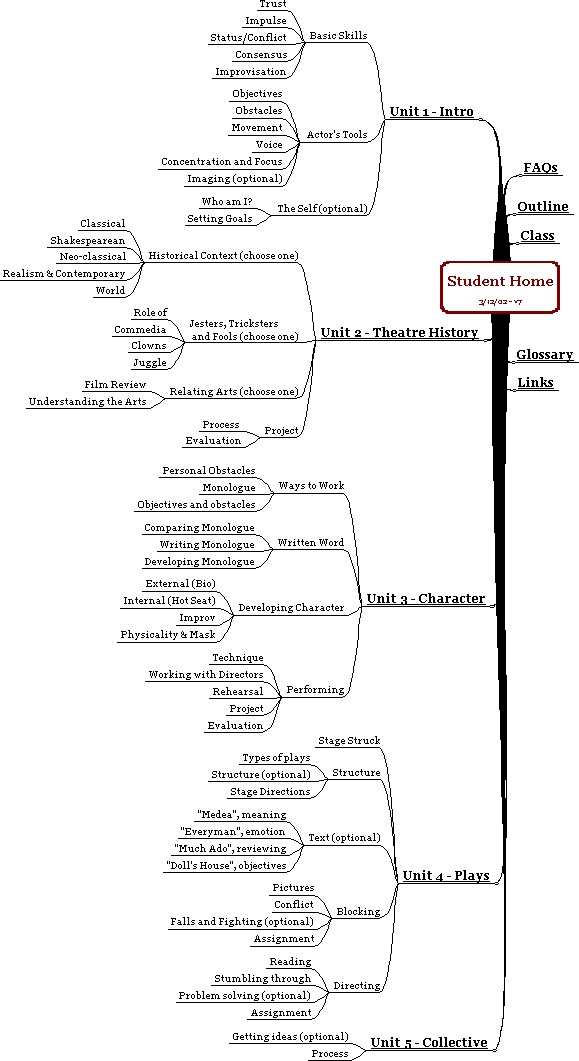 Trust
Impulse
Status/Conflict
Consensus
Improvisation
Basic Skills
Objectives
Obstacles
Movement
Voice
Concentration and Focus
Imaging (optional)
Actor's Tools
Who am I?
Setting Goals
The Self (optional)
Unit 1 - Intro
FAQs
Outline
Class
Student Home
3/12/02 - v7
Glossary
Links
Classical
Shakespearean
Neo-classical
Realism & Contemporary
World
Historical Context (choose one)
Role of
Commedia
Clowns
Juggle
Jesters, Tricksters
and Fools (choose one)
Film Review
Understanding the Arts
Relating Arts (choose one)
Process
Evaluation
Project
Unit 2 - Theatre History
Personal Obstacles
Monologue
Objectives and obstacles
Ways to Work
Comparing Monologue
Writing Monologue
Developing Monologue
Written Word
External (Bio)
Internal (Hot Seat)
Improv
Physicality & Mask
Developing Character
Technique
Working with Directors
Rehearsal
Project
Evaluation
Performing
Unit 3 - Character
Stage Struck
Types of plays
Structure (optional)
Stage Directions
Structure
"Medea", meaning
"Everyman", emotion
"Much Ado", reviewing
"Doll's House", objectives
Text (optional)
Pictures
Conflict
Falls and Fighting (optional)
Assignment
Blocking
Reading
Stumbling through
Problem solving (optional)
Assignment
Directing
Unit 4 - Plays
Getting ideas (optional)
Process
Unit 5 - Collective